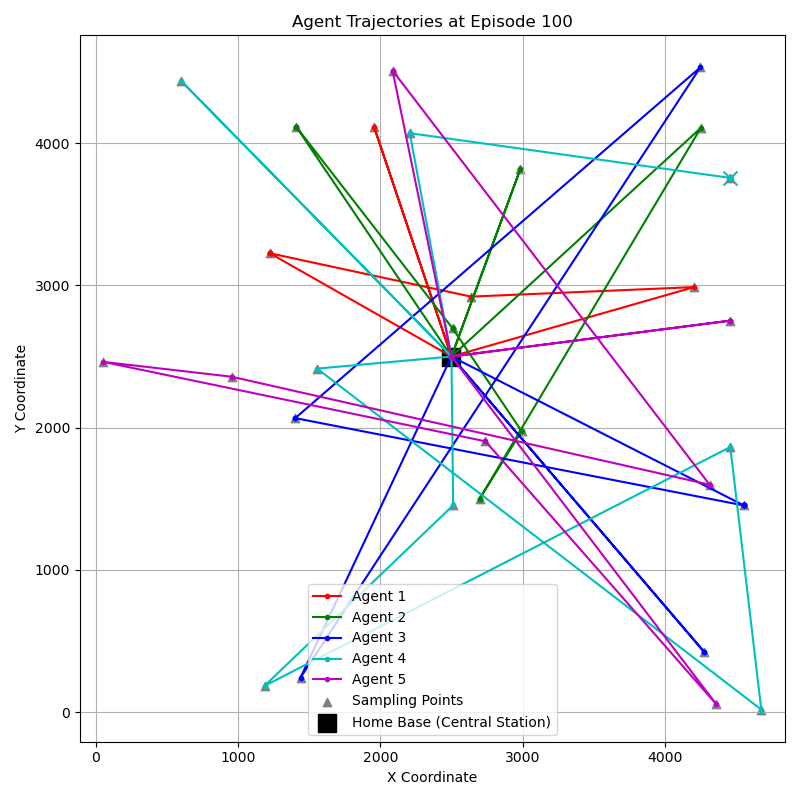 Agent Trajectories at Episode 100
Y Coordinate
4000
3000
2000
1000
0
Agent 1
Agent 2
Agent 3
Agent 4
Agent 5
Sampling Points
Home Base (Central Station)
0 1000 2000 3000 4000
X Coordinate